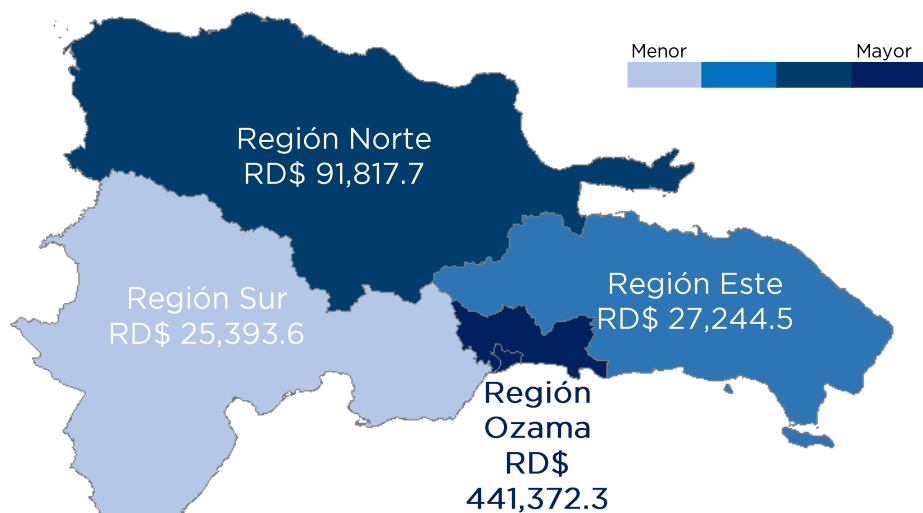 Menor Mayor
Región Norte
RD$ 91,817.7
Región Sur
RD$ 25,393.6
Región Este
RD$ 27,244.5
Región
Ozama
RD$
441,372.3